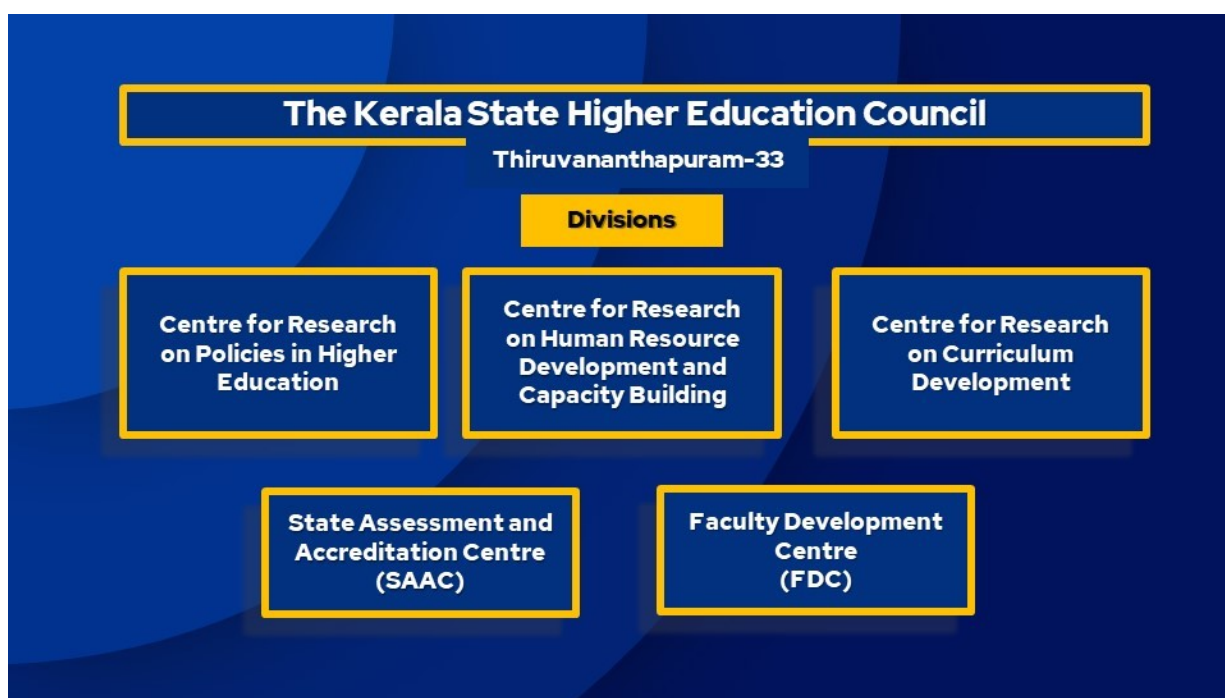 The Kerala State Higher Education Council
Thiruvananthapuram-33
Divisions
Centre for Research
on Policies in Higher
Education
Centre for Research
on Human Resource
Development and
Capacity Building
Centre for Research
on Curriculum
Development
State Assessment and
Accreditation Centre
(SAAC)
Faculty Development
Centre
(FDC)